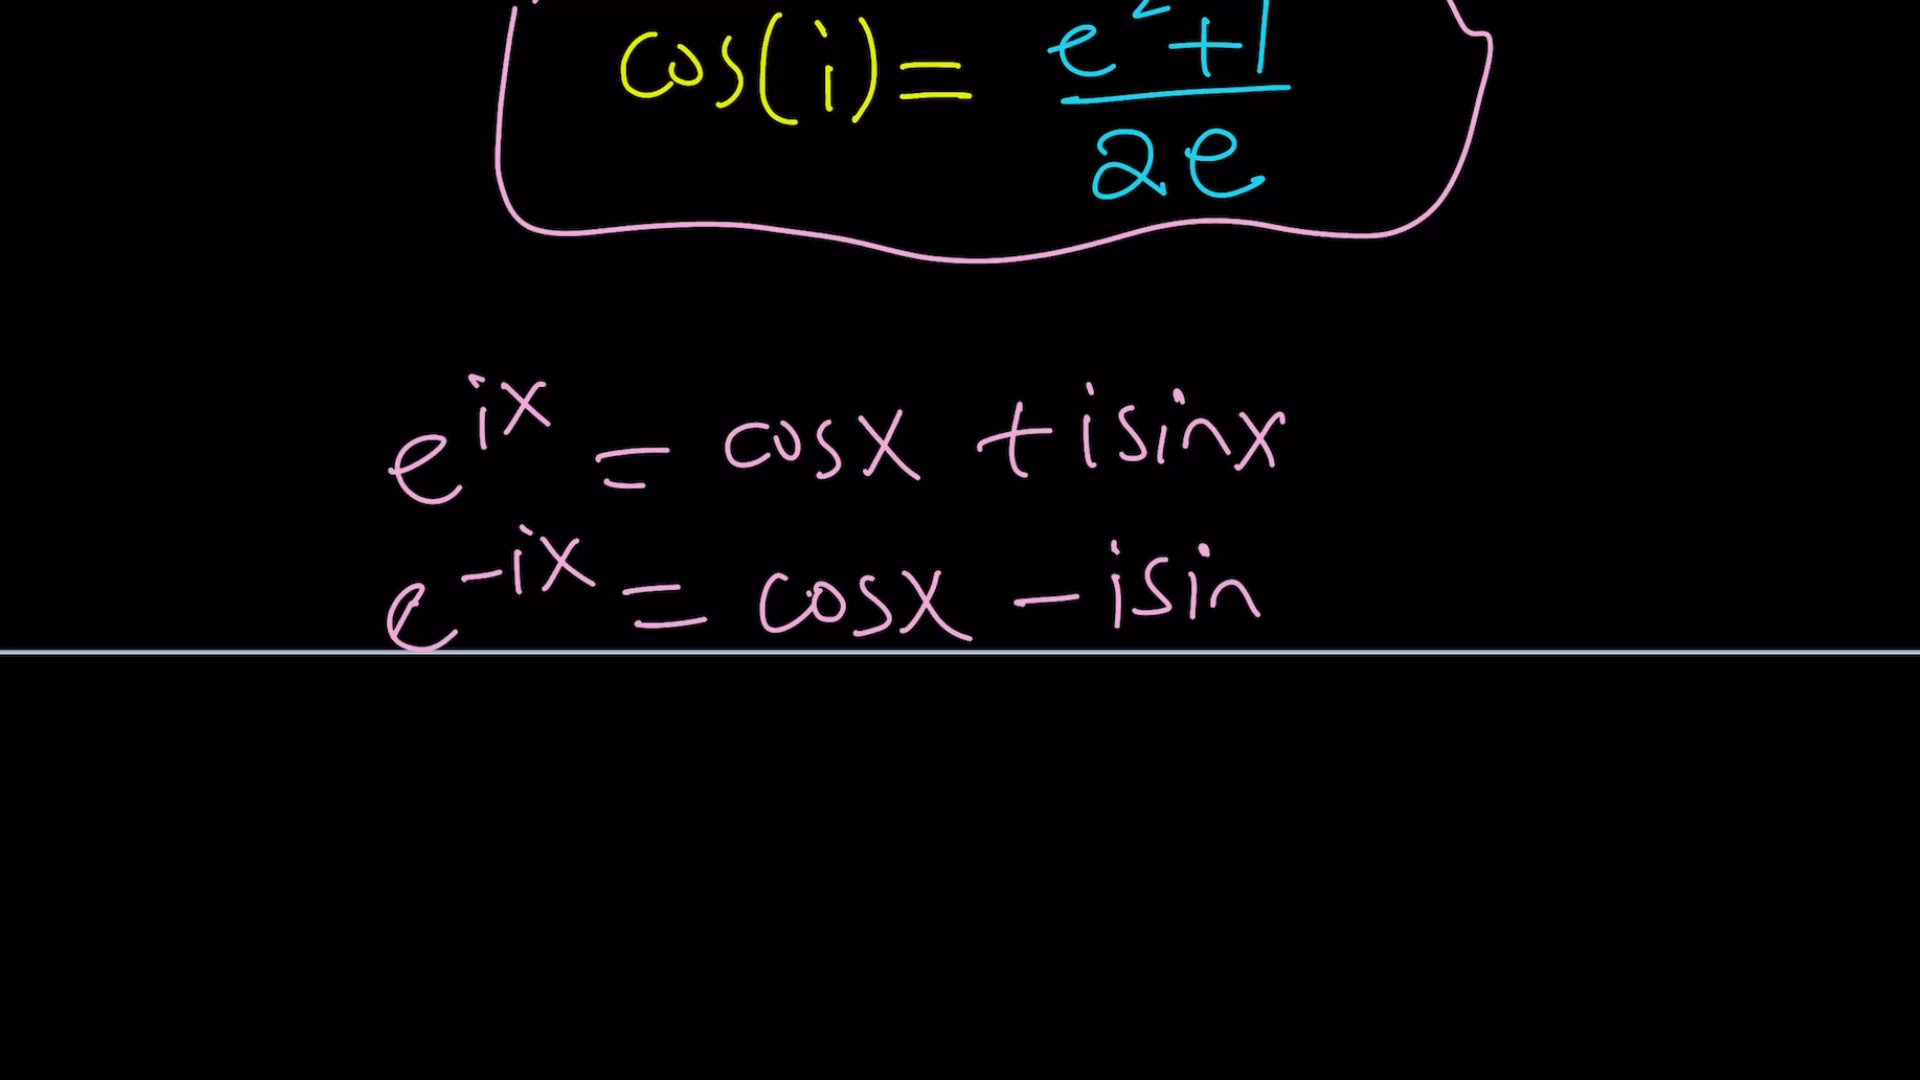 cos(i) = e²+1
2e
e^ix = cosx + isinx
e^-ix = cosx - isin